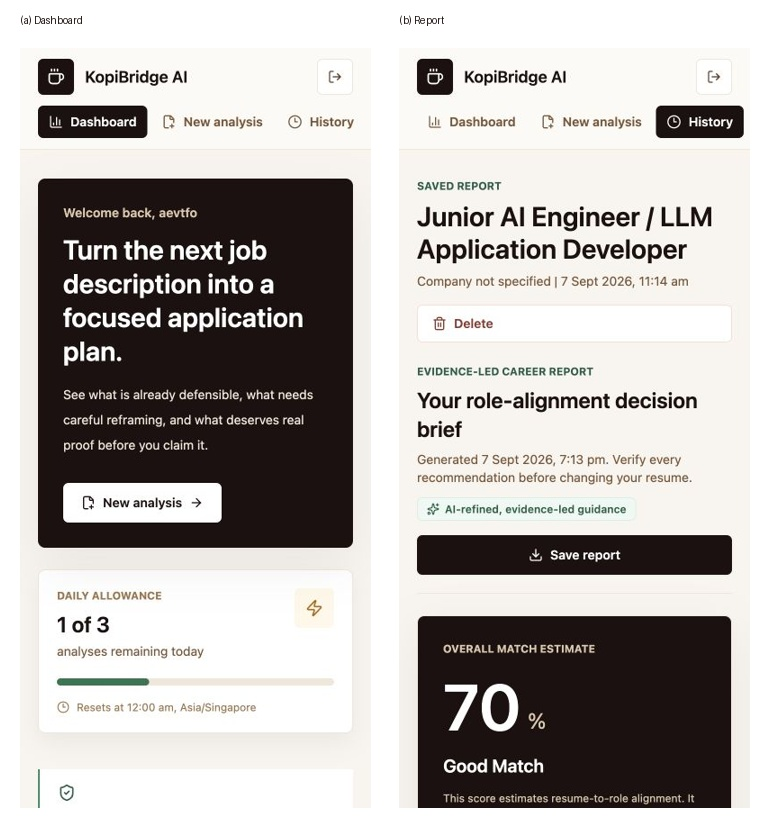 (a) Dashboard
KopiBridge AI
Dashboard
New analysis
History
Welcome back, aevtfo
Turn the next job
description into a
focused application
plan.
See what is already defensible, what needs
careful reframing, and what deserves real
proof before you claim it.
New analysis
DAILY ALLOWANCE
1 of 3
analyses remaining today
Resets at 12:00 am, Asia/Singapore
(b) Report
KopiBridge AI
Dashboard
New analysis
History
SAVED REPORT
Junior AI Engineer / LLM
Application Developer
Company not specified | 7 Sept 2026, 11:14 am
Delete
EVIDENCE-LED CAREER REPORT
Your role-alignment decision
brief
Generated 7 Sept 2026, 7:13 pm. Verify every
recommendation before changing your resume.
AI-refined, evidence-led guidance
Save report
OVERALL MATCH ESTIMATE
70 %
Good Match
This score estimates resume-to-role alignment. It